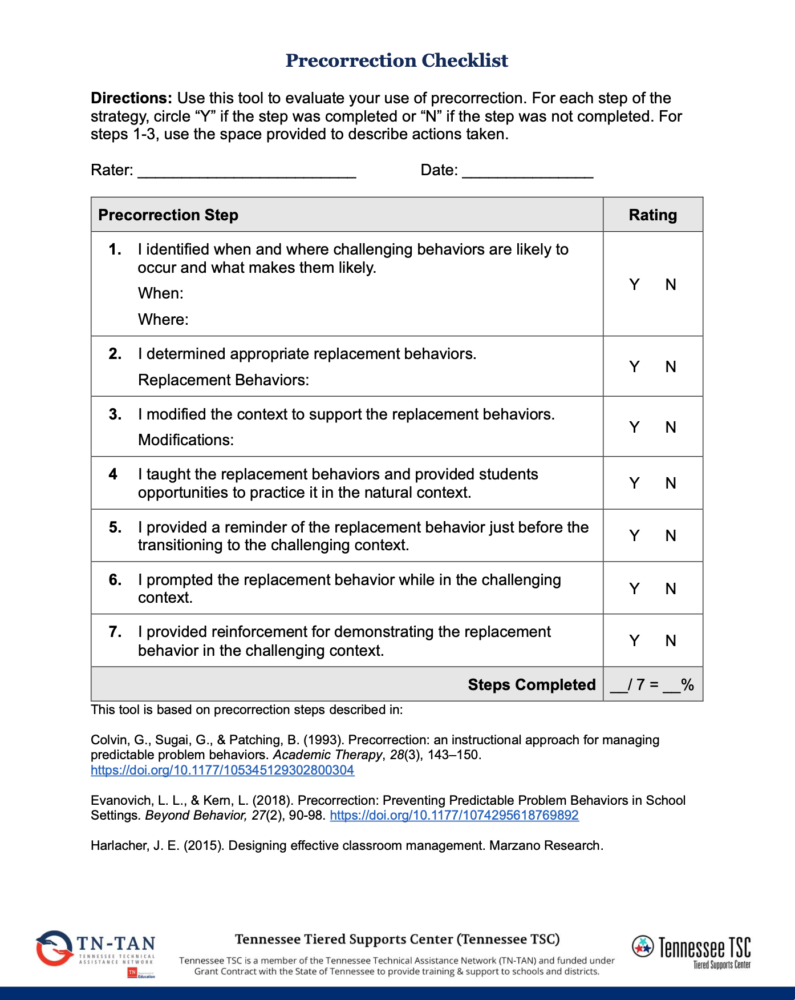 Precorrection Checklist
Directions: Use this tool to evaluate your use of precorrection. For each step of the
strategy, circle “Y” if the step was completed or “N” if the step was not completed. For
steps 1-3, use the space provided to describe actions taken.
Rater: _________________________ Date: _______________
Precorrection Step Rating
1. I identified when and where challenging behaviors are likely to
occur and what makes them likely.
When:
Where:
Y N
2. I determined appropriate replacement behaviors.
Replacement Behaviors:
Y N
3. I modified the context to support the replacement behaviors.
Modifications:
Y N
4 I taught the replacement behaviors and provided students
opportunities to practice it in the natural context.
Y N
5. I provided a reminder of the replacement behavior just before the
transitioning to the challenging context.
Y N
6. I prompted the replacement behavior while in the challenging
context.
Y N
7. I provided reinforcement for demonstrating the replacement
behavior in the challenging context.
Y N
Steps Completed __/ 7 = __%
This tool is based on precorrection steps described in:
Colvin, G., Sugai, G., & Patching, B. (1993). Precorrection: an instructional approach for managing
predictable problem behaviors. Academic Therapy, 28(3), 143–150.
https://doi.org/10.1177/105345129302800304
Evanovich, L. L., & Kern, L. (2018). Precorrection: Preventing Predictable Problem Behaviors in School
Settings. Beyond Behavior, 27(2), 90-98. https://doi.org/10.1177/1074295618769892
Harlacher, J. E. (2015). Designing effective classroom management. Marzano Research.
TN-TAN
TENNESSEE TECHNICAL
ASSISTANCE NETWORK
TN Department of
Education
Tennessee Tiered Supports Center (Tennessee TSC)
Tennessee TSC is a member of the Tennessee Technical Assistance Network (TN-TAN) and funded under
Grant Contract with the State of Tennessee to provide training & support to schools and districts.
Tennessee TSC
Tiered Supports Center